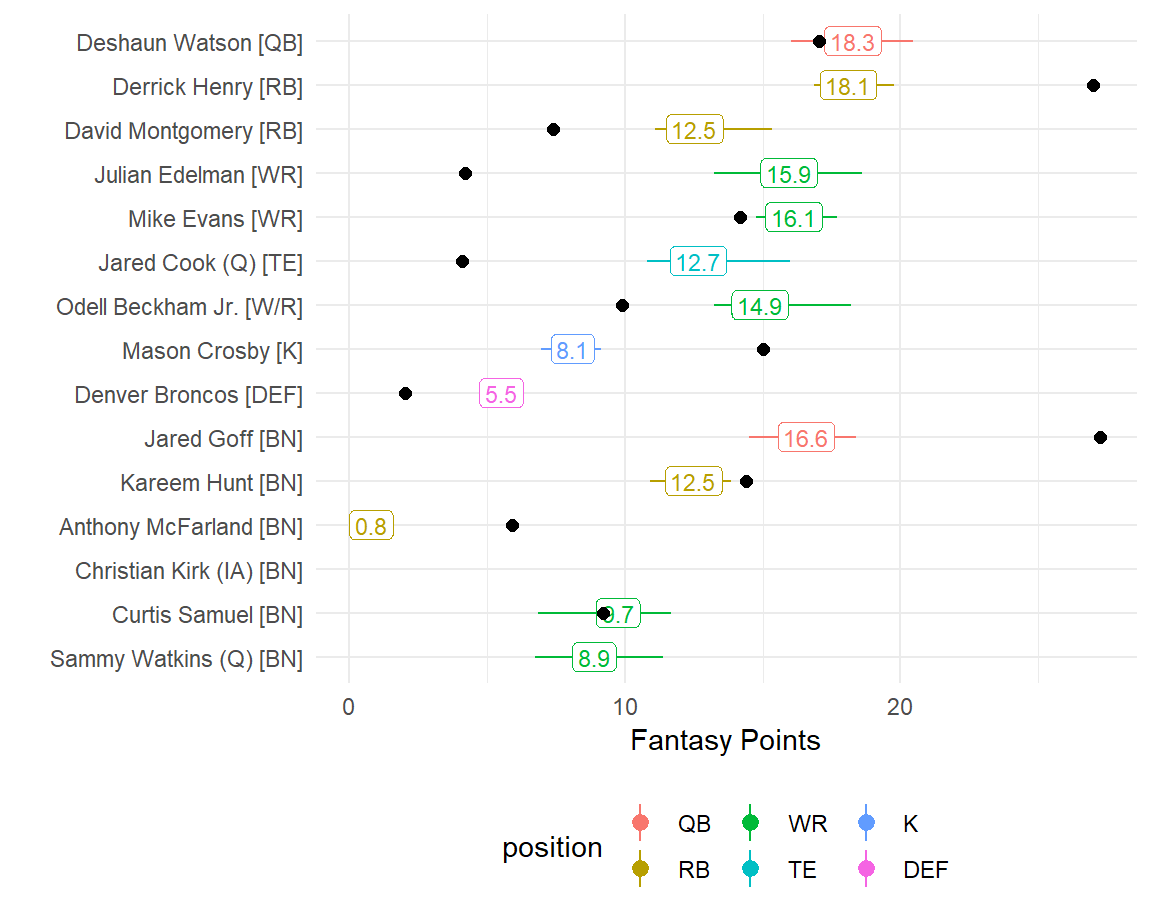 Deshaun Watson [QB] 18.3
Derrick Henry [RB] 18.1
David Montgomery [RB] 12.5
Julian Edelman [WR] 15.9
Mike Evans [WR] 16.1
Jared Cook (Q) [TE] 12.7
Odell Beckham Jr. [W/R] 14.9
Mason Crosby [K] 8.1
Denver Broncos [DEF] 5.5
Jared Goff [BN] 16.6
Kareem Hunt [BN] 12.5
Anthony McFarland [BN] 0.8
Christian Kirk (IA) [BN]
Curtis Samuel [BN] 9.7
Sammy Watkins (Q) [BN] 8.9
0 10 20
Fantasy Points
position
QB WR K
RB TE DEF